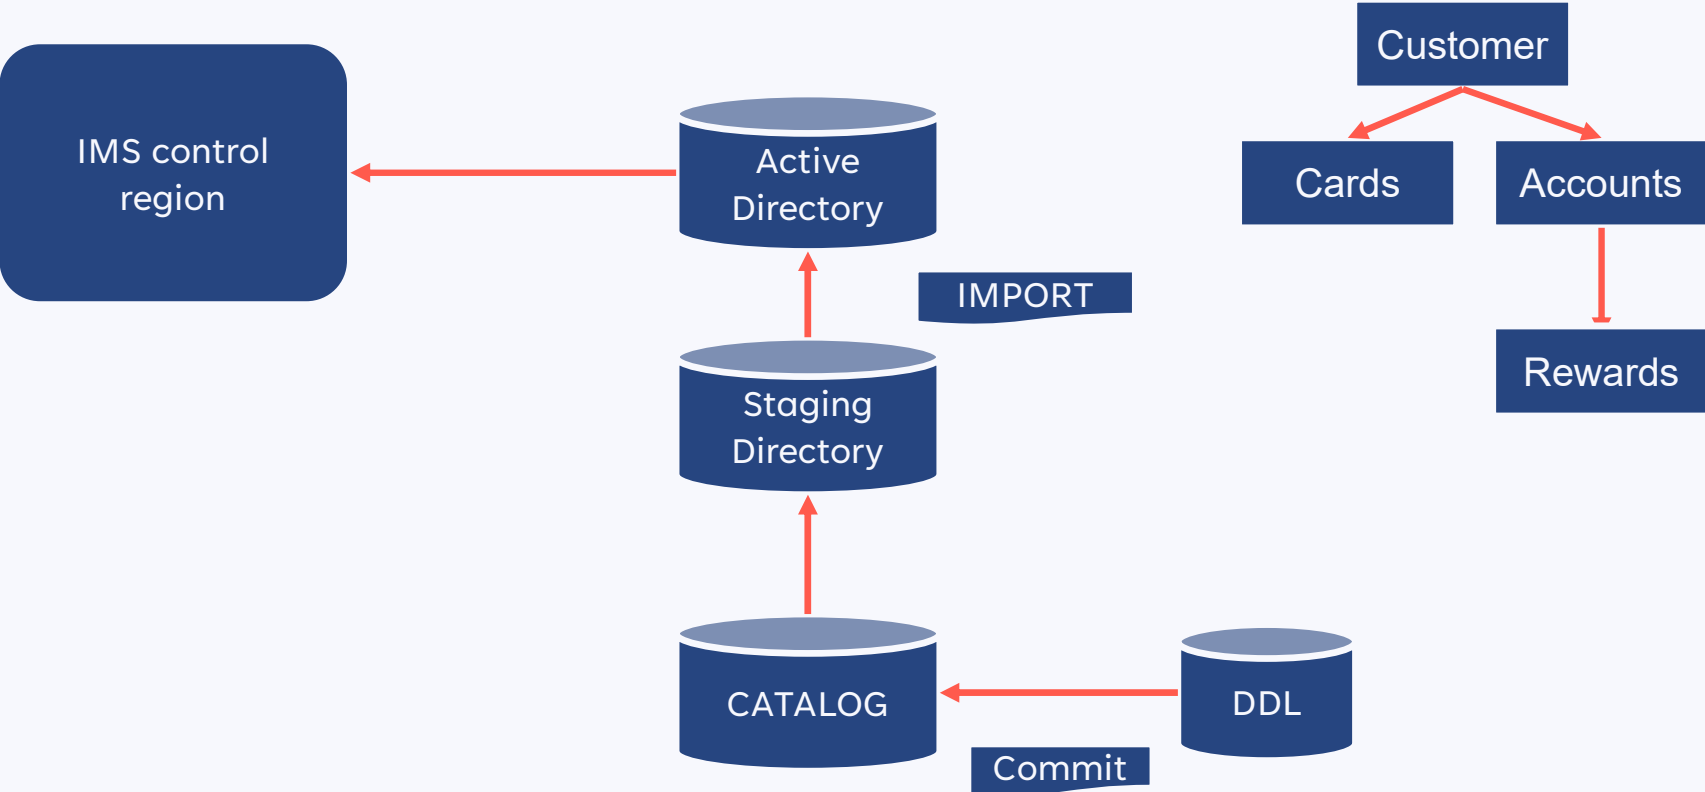 Customer
IMS control
region
Active
Directory
Cards
Accounts
IMPORT
Staging
Directory
Rewards
CATALOG
DDL
Commit